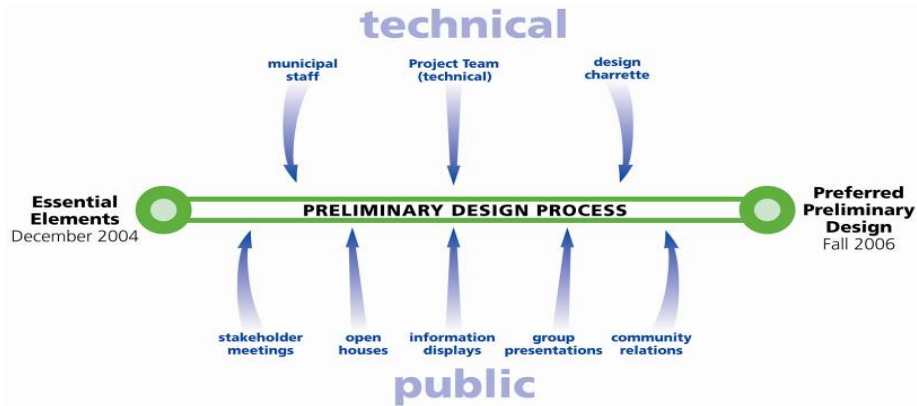 technical
municipal
staff
Project Team
(technical)
design
charrette
Essential
Elements
December 2004
PRELIMINARY DESIGN PROCESS
Preferred
Preliminary
Design
Fall 2006
stakeholder
meetings
open
houses
information
displays
group
presentations
community
relations
public